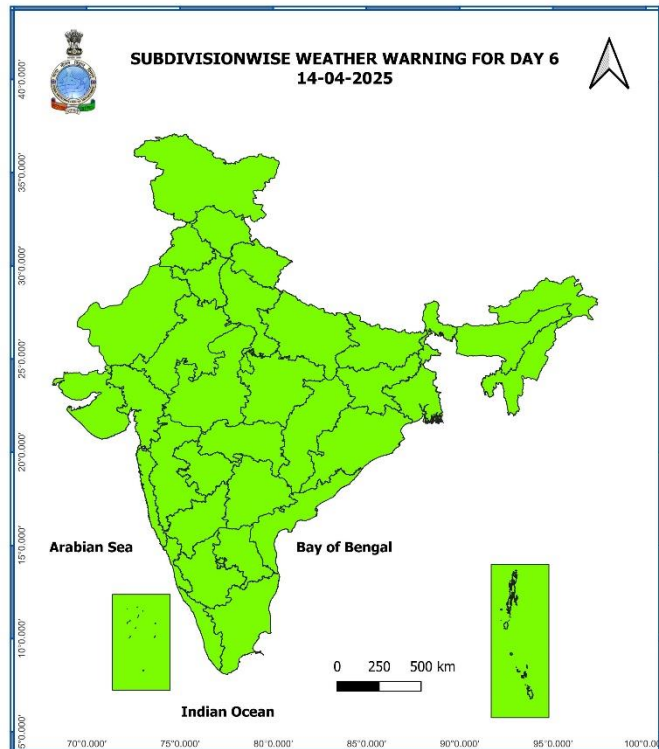 SUBDIVISIONWISE WEATHER WARNING FOR DAY 6
14-04-2025
40°0.000'
35°0.000'
30°0.000'
25°0.000'
20°0.000'
15°0.000'
10°0.000'
5°0.000'
Arabian Sea
Bay of Bengal
0 250 500 km
Indian Ocean
70°0.000' 75°0.000' 80°0.000' 85°0.000' 90°0.000' 95°0.000' 100°0.00